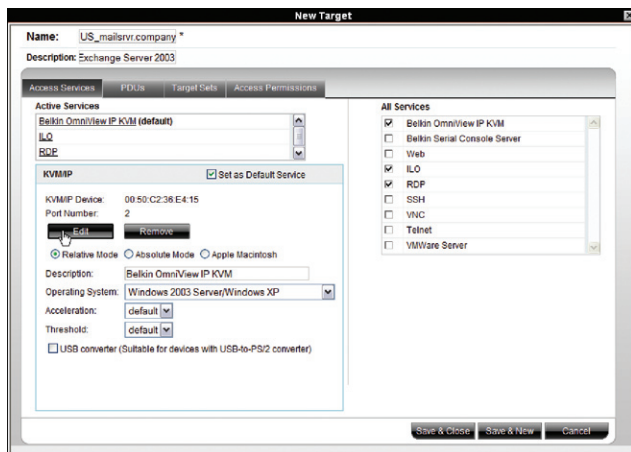 New Target
Name: US_mailsrvr.company *
Description: Exchange Server 2003
Access Services PDUs Target Sets Access Permissions
Active Services
Belkin OmniView IP KVM (default)
ILO
RDP
KVM/IP Set as Default Service
KVM/IP Device: 00:50:C2:36:E4:15
Port Number: 2
Edit Remove
Relative Mode Absolute Mode Apple Macintosh
Description: Belkin OmniView IP KVM
Operating System: Windows 2003 Server/Windows XP
Acceleration: default
Threshold: default
USB converter (Suitable for devices with USB-to-PS/2 converter)
All Services
Belkin OmniView IP KVM
Belkin Serial Console Server
Web
ILO
RDP
SSH
VNC
Telnet
VMWare Server
Save & Close Save & New Cancel